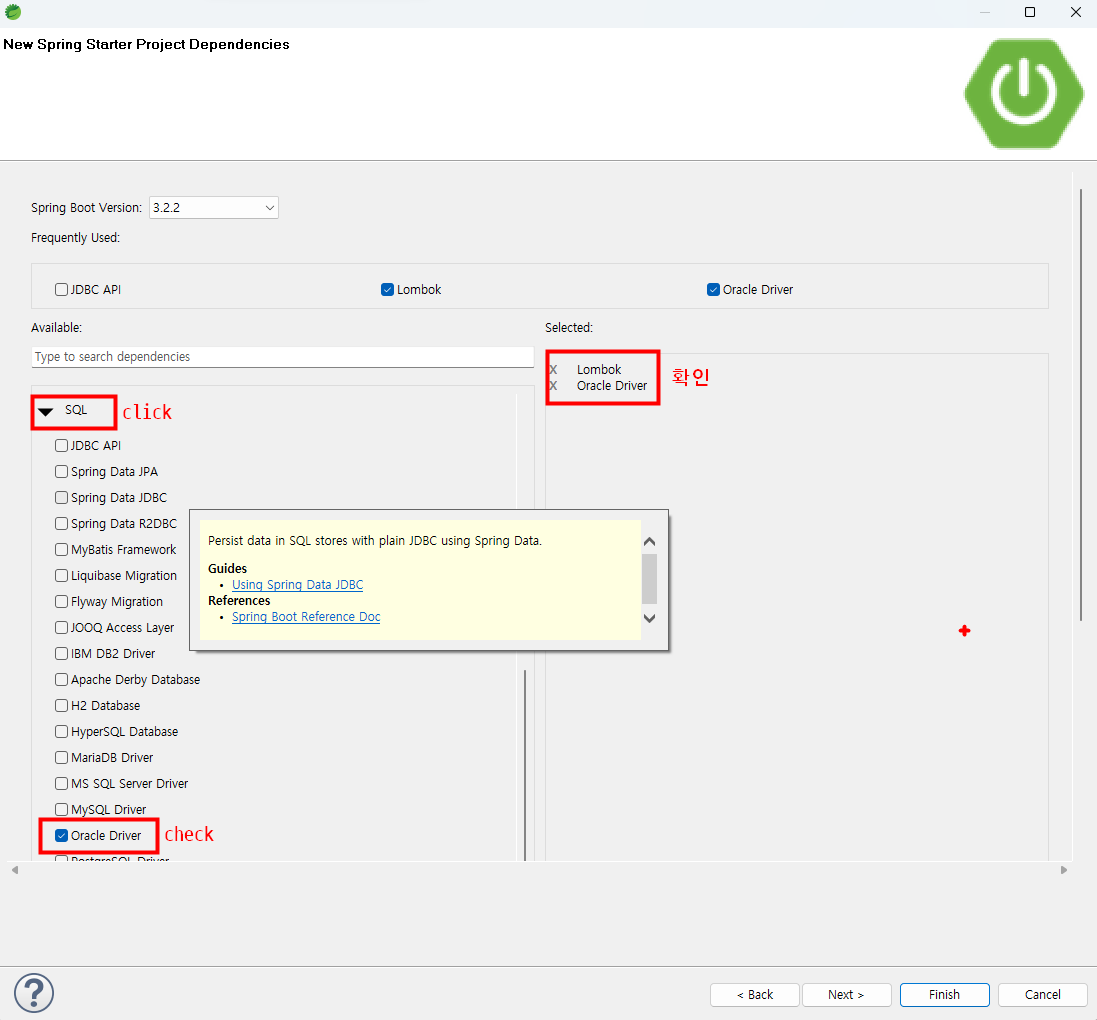 New Spring Starter Project Dependencies
Spring Boot Version: 3.2.2
Frequently Used:
JDBC API Lombok Oracle Driver
Available: Selected:
Type to search dependencies
X Lombok
X Oracle Driver
확인
SQL click
JDBC API
Spring Data JPA
Spring Data JDBC
Spring Data R2DBC
MyBatis Framework
Liquibase Migration
Flyway Migration
JOOQ Access Layer
IBM DB2 Driver
Apache Derby Database
H2 Database
HyperSQL Database
MariaDB Driver
MS SQL Server Driver
MySQL Driver
Oracle Driver check
PostgreSQL Driver
Persist data in SQL stores with plain JDBC using Spring Data.
Guides
• Using Spring Data JDBC
References
• Spring Boot Reference Doc
?
< Back Next > Finish Cancel